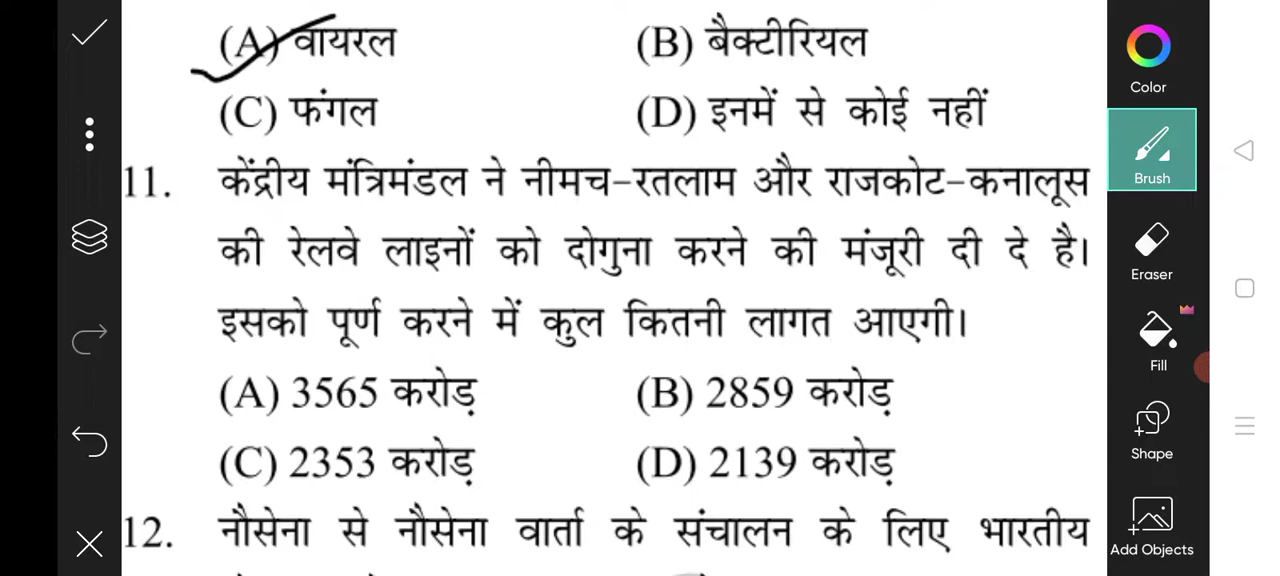 (A) वायरल (B) बैक्टीरियल
(C) फंगल (D) इनमें से कोई नहीं
11. केंद्रीय मंत्रिमंडल ने नीमच-रतलाम और राजकोट-कनालूस
की रेलवे लाइनों को दोगुना करने की मंजूरी दी दे है।
इसको पूर्ण करने में कुल कितनी लागत आएगी।
(A) 3565 करोड़ (B) 2859 करोड़
(C) 2353 करोड़ (D) 2139 करोड़
12. नौसेना से नौसेना वार्ता के संचालन के लिए भारतीय
Color
Brush
Eraser
Fill
Shape
Add Objects